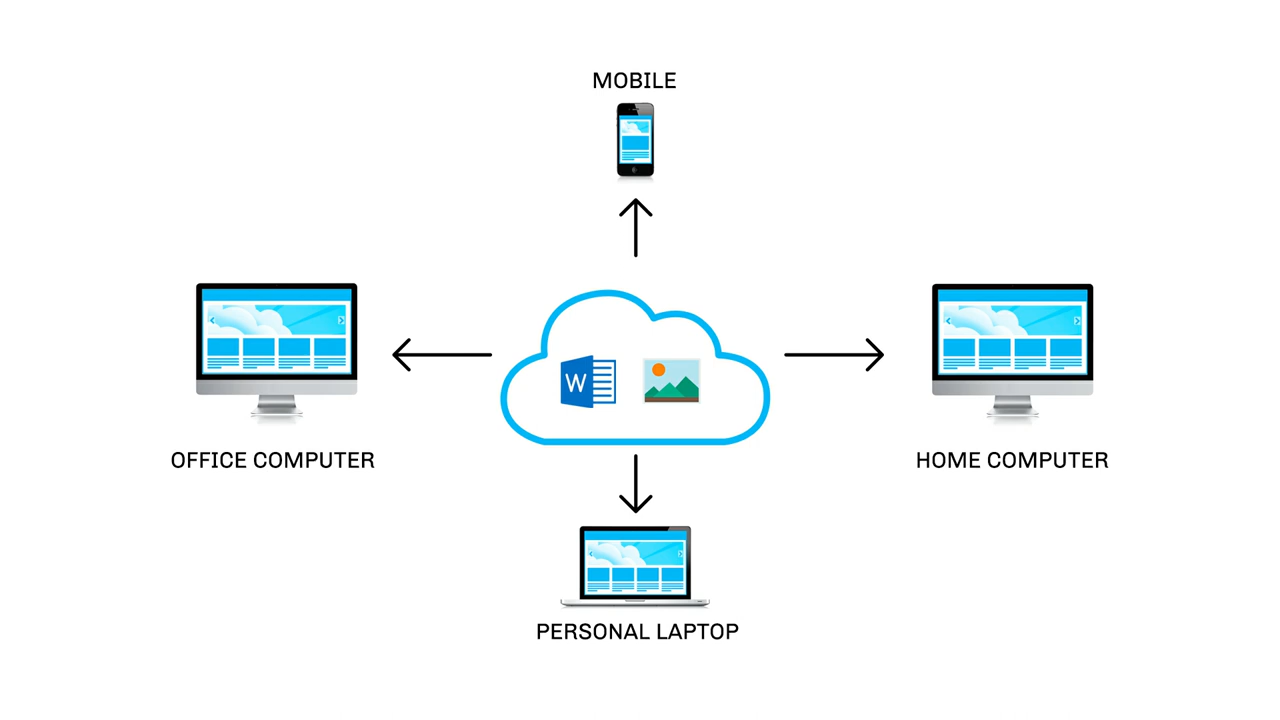 MOBILE
W
OFFICE COMPUTER
HOME COMPUTER
PERSONAL LAPTOP